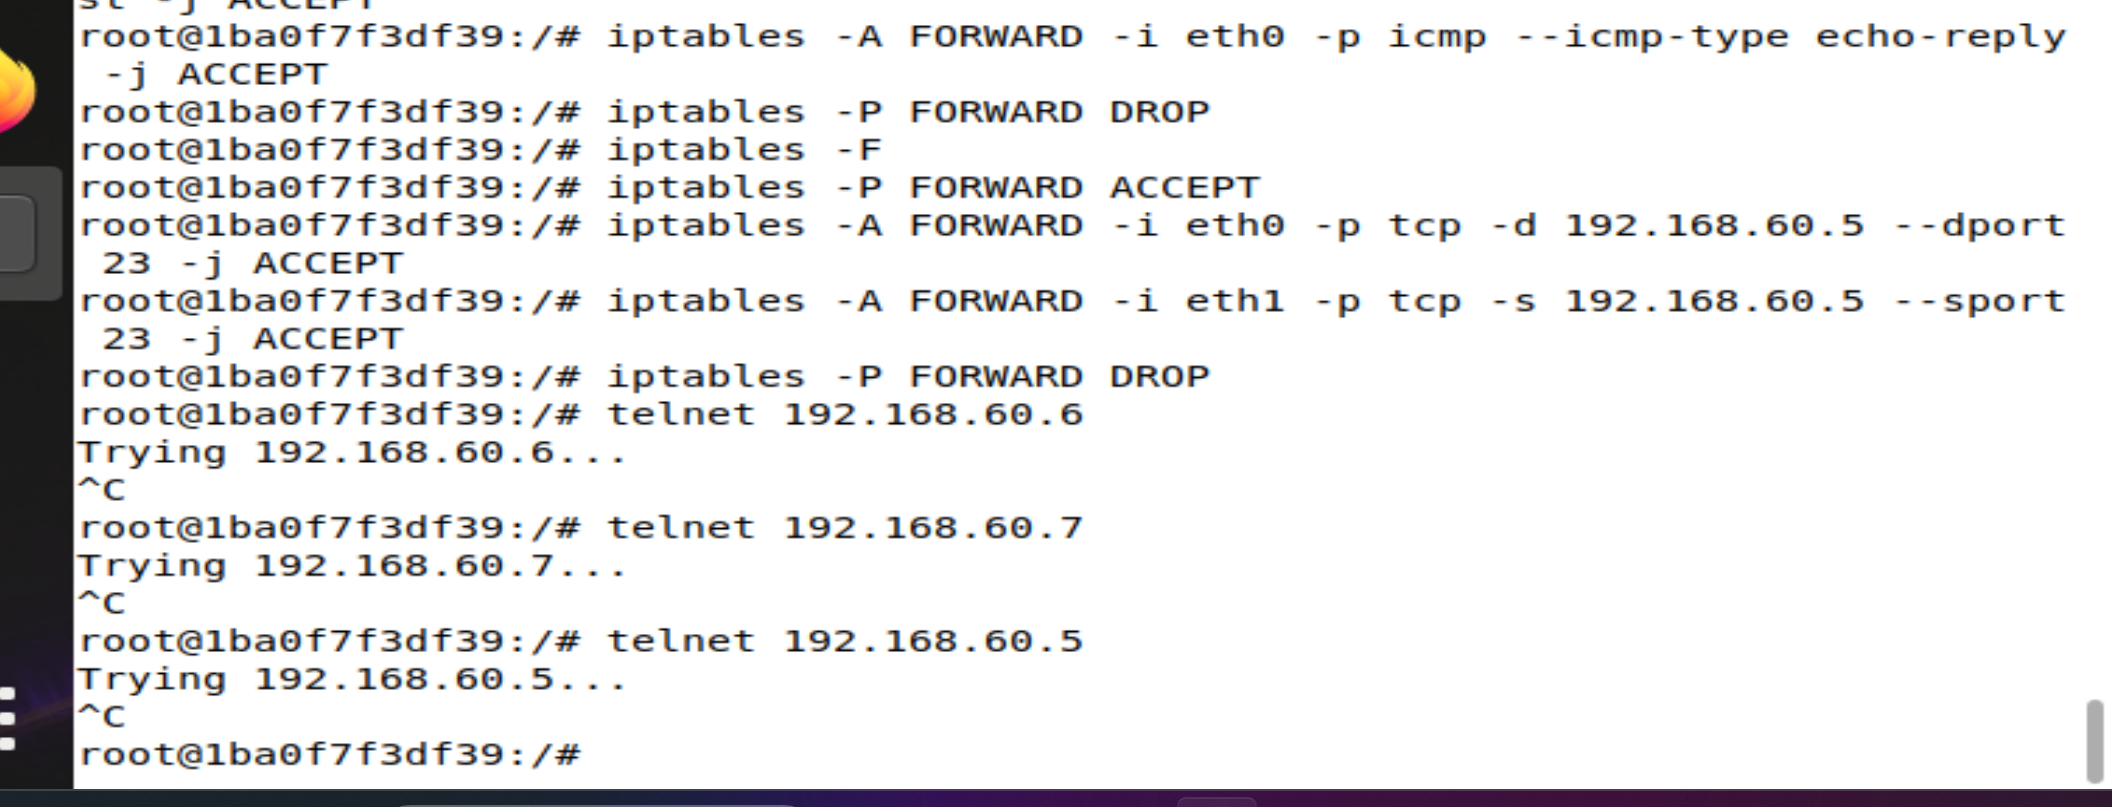 st -j ACCEPT
root@1ba0f7f3df39:/# iptables -A FORWARD -i eth0 -p icmp --icmp-type echo-reply
 -j ACCEPT
root@1ba0f7f3df39:/# iptables -P FORWARD DROP
root@1ba0f7f3df39:/# iptables -F
root@1ba0f7f3df39:/# iptables -P FORWARD ACCEPT
root@1ba0f7f3df39:/# iptables -A FORWARD -i eth0 -p tcp -d 192.168.60.5 --dport
 23 -j ACCEPT
root@1ba0f7f3df39:/# iptables -A FORWARD -i eth1 -p tcp -s 192.168.60.5 --sport
 23 -j ACCEPT
root@1ba0f7f3df39:/# iptables -P FORWARD DROP
root@1ba0f7f3df39:/# telnet 192.168.60.6
Trying 192.168.60.6...
^C
root@1ba0f7f3df39:/# telnet 192.168.60.7
Trying 192.168.60.7...
^C
root@1ba0f7f3df39:/# telnet 192.168.60.5
Trying 192.168.60.5...
^C
root@1ba0f7f3df39:/#